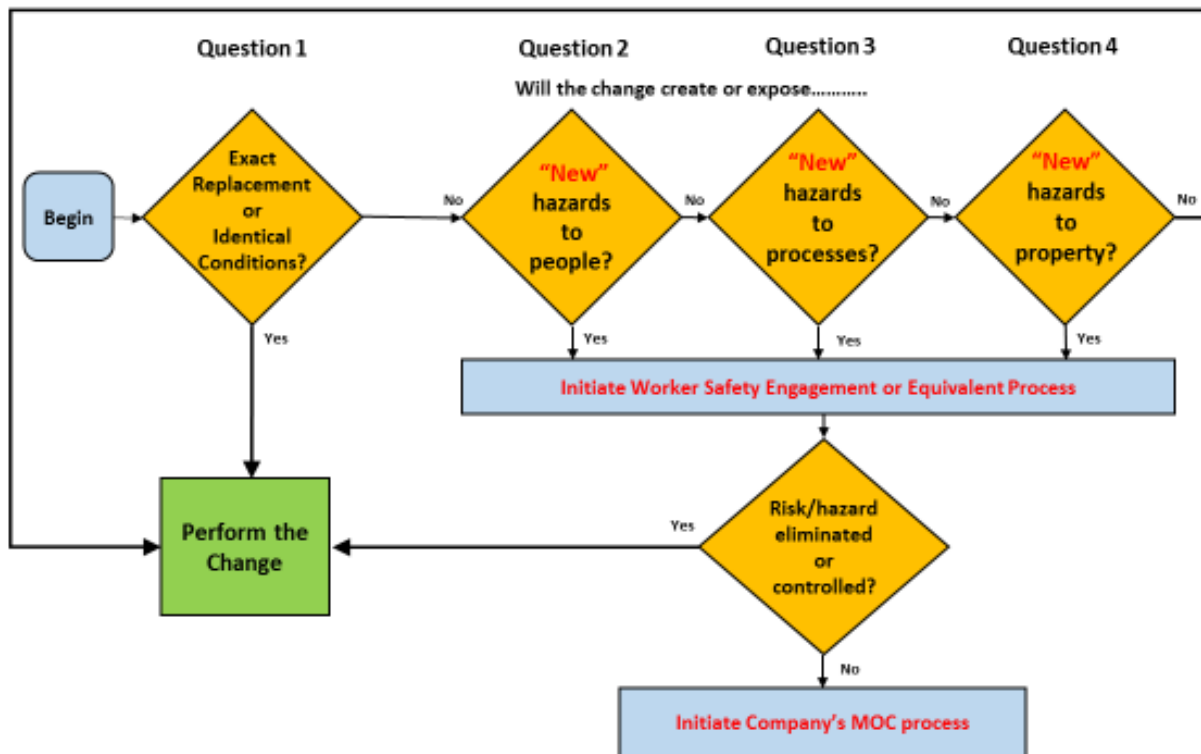 Question 1
Question 2
Question 3
Question 4
Will the change create or expose………..
Begin
Exact
Replacement
or
Identical
Conditions?
No
"New"
hazards
to
people?
No
"New"
hazards
to
processes?
No
"New"
hazards
to
property?
No
Yes
Yes
Yes
Yes
Initiate Worker Safety Engagement or Equivalent Process
Perform the
Change
Yes
Risk/hazard
eliminated
or
controlled?
No
Initiate Company's MOC process